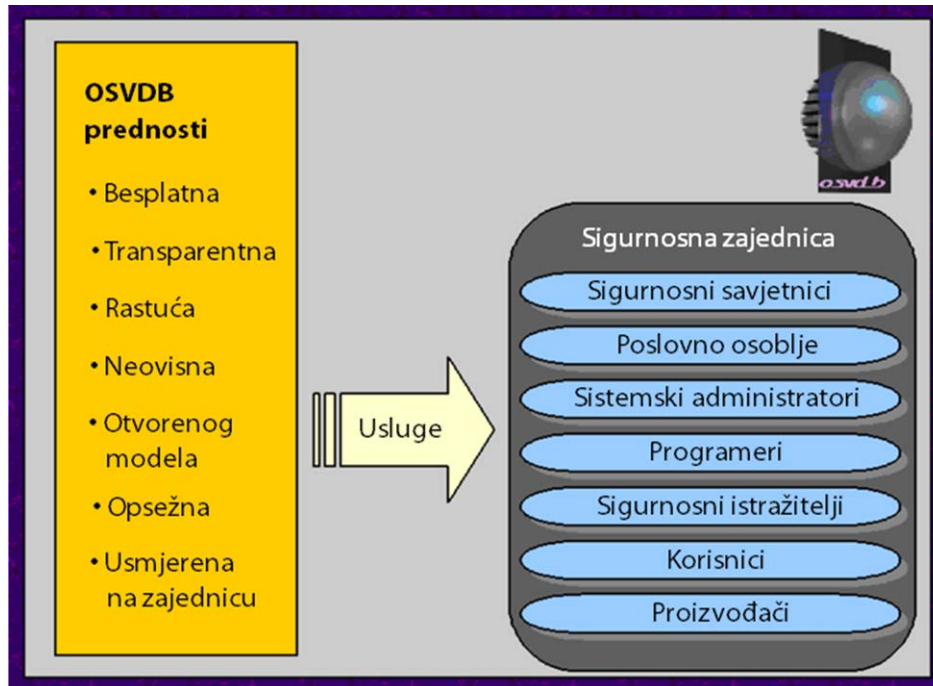 OSVDB
prednosti
• Besplatna
• Transparentna
• Rastuća
• Neovisna
• Otvorenog
modela
• Opsežna
• Usmjerena
na zajednicu
Usluge
osvdb
Sigurnosna zajednica
Sigurnosni savjetnici
Poslovno osoblje
Sistemski administratori
Programeri
Sigurnosni istražitelji
Korisnici
Proizvođači